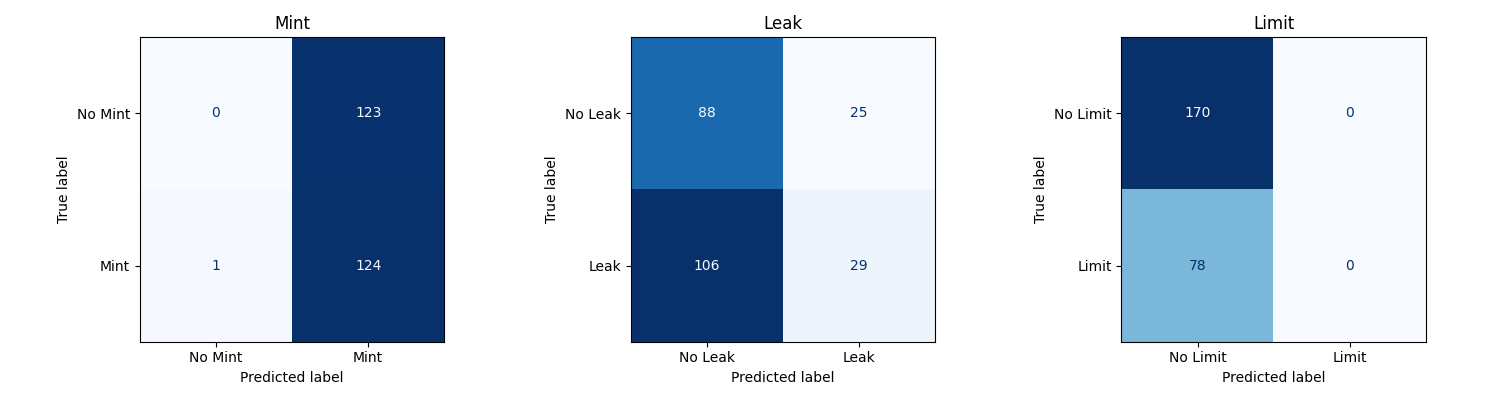 Mint
No Mint
0
123
Mint
1
124
True label
No Mint
Mint
Predicted label
Leak
No Leak
88
25
Leak
106
29
True label
No Leak
Leak
Predicted label
Limit
No Limit
170
0
Limit
78
0
True label
No Limit
Limit
Predicted label